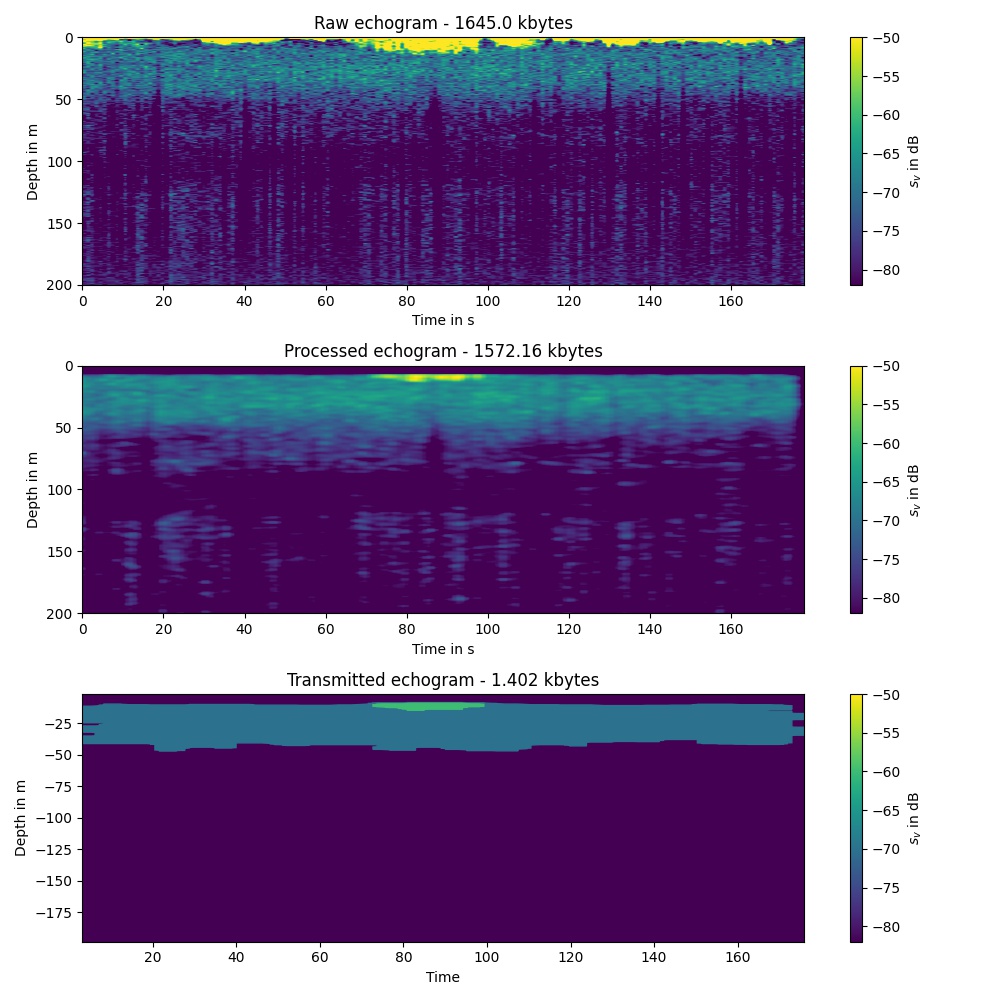 Raw echogram - 1645.0 kbytes
0
50
100
150
200
Depth in m
0 20 40 60 80 100 120 140 160
Time in s
−50
−55
−60
−65
−70
−75
−80
sv in dB
Processed echogram - 1572.16 kbytes
0
50
100
150
200
Depth in m
0 20 40 60 80 100 120 140 160
Time in s
−50
−55
−60
−65
−70
−75
−80
sv in dB
Transmitted echogram - 1.402 kbytes
−25
−50
−75
−100
−125
−150
−175
Depth in m
20 40 60 80 100 120 140 160
Time
−50
−55
−60
−65
−70
−75
−80
sv in dB